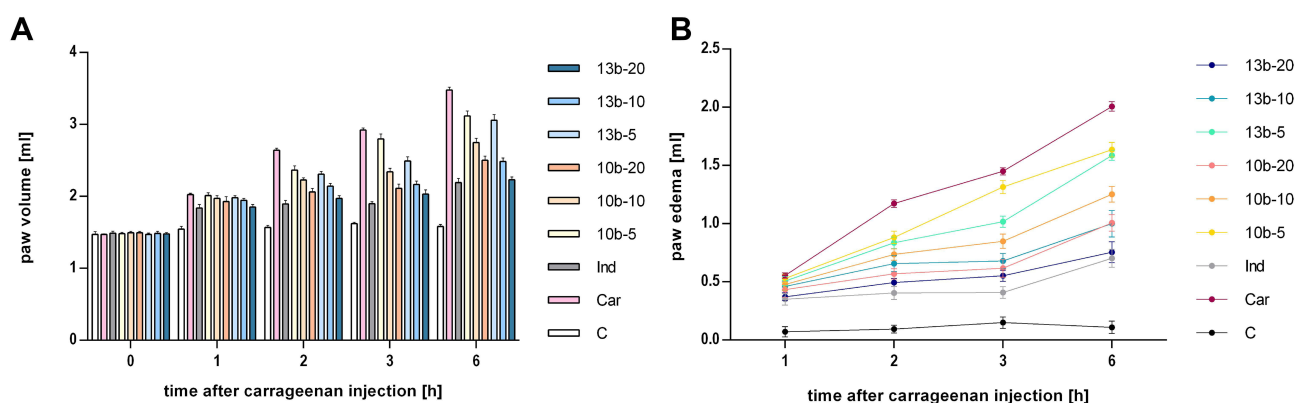 A
paw volume [ml]
4
3
2
1
0
0 1 2 3 6
time after carrageenan injection [h]
13b-20
13b-10
13b-5
10b-20
10b-10
10b-5
Ind
Car
C
B
paw edema [ml]
2.5
2.0
1.5
1.0
0.5
0.0
1 2 3 6
time after carrageenan injection [h]
13b-20
13b-10
13b-5
10b-20
10b-10
10b-5
Ind
Car
C